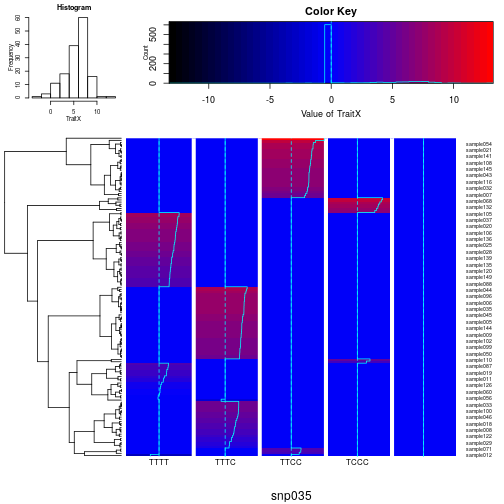 Histogram
Frequency
0 10 20 30 40 50 60
0 5 10
TraitX
Color Key
Count
0 200 500
-10 -5 0 5 10
Value of TraitX
sample054
sample021
sample141
sample108
sample145
sample043
sample116
sample032
sample007
sample068
sample132
sample105
sample037
sample020
sample106
sample136
sample025
sample028
sample139
sample135
sample120
sample149
sample088
sample044
sample096
sample006
sample035
sample045
sample005
sample144
sample009
sample102
sample099
sample050
sample110
sample087
sample019
sample011
sample126
sample060
sample056
sample033
sample100
sample046
sample018
sample008
sample122
sample029
sample071
sample012
TTTT TTTC TTCC TCCC
snp035